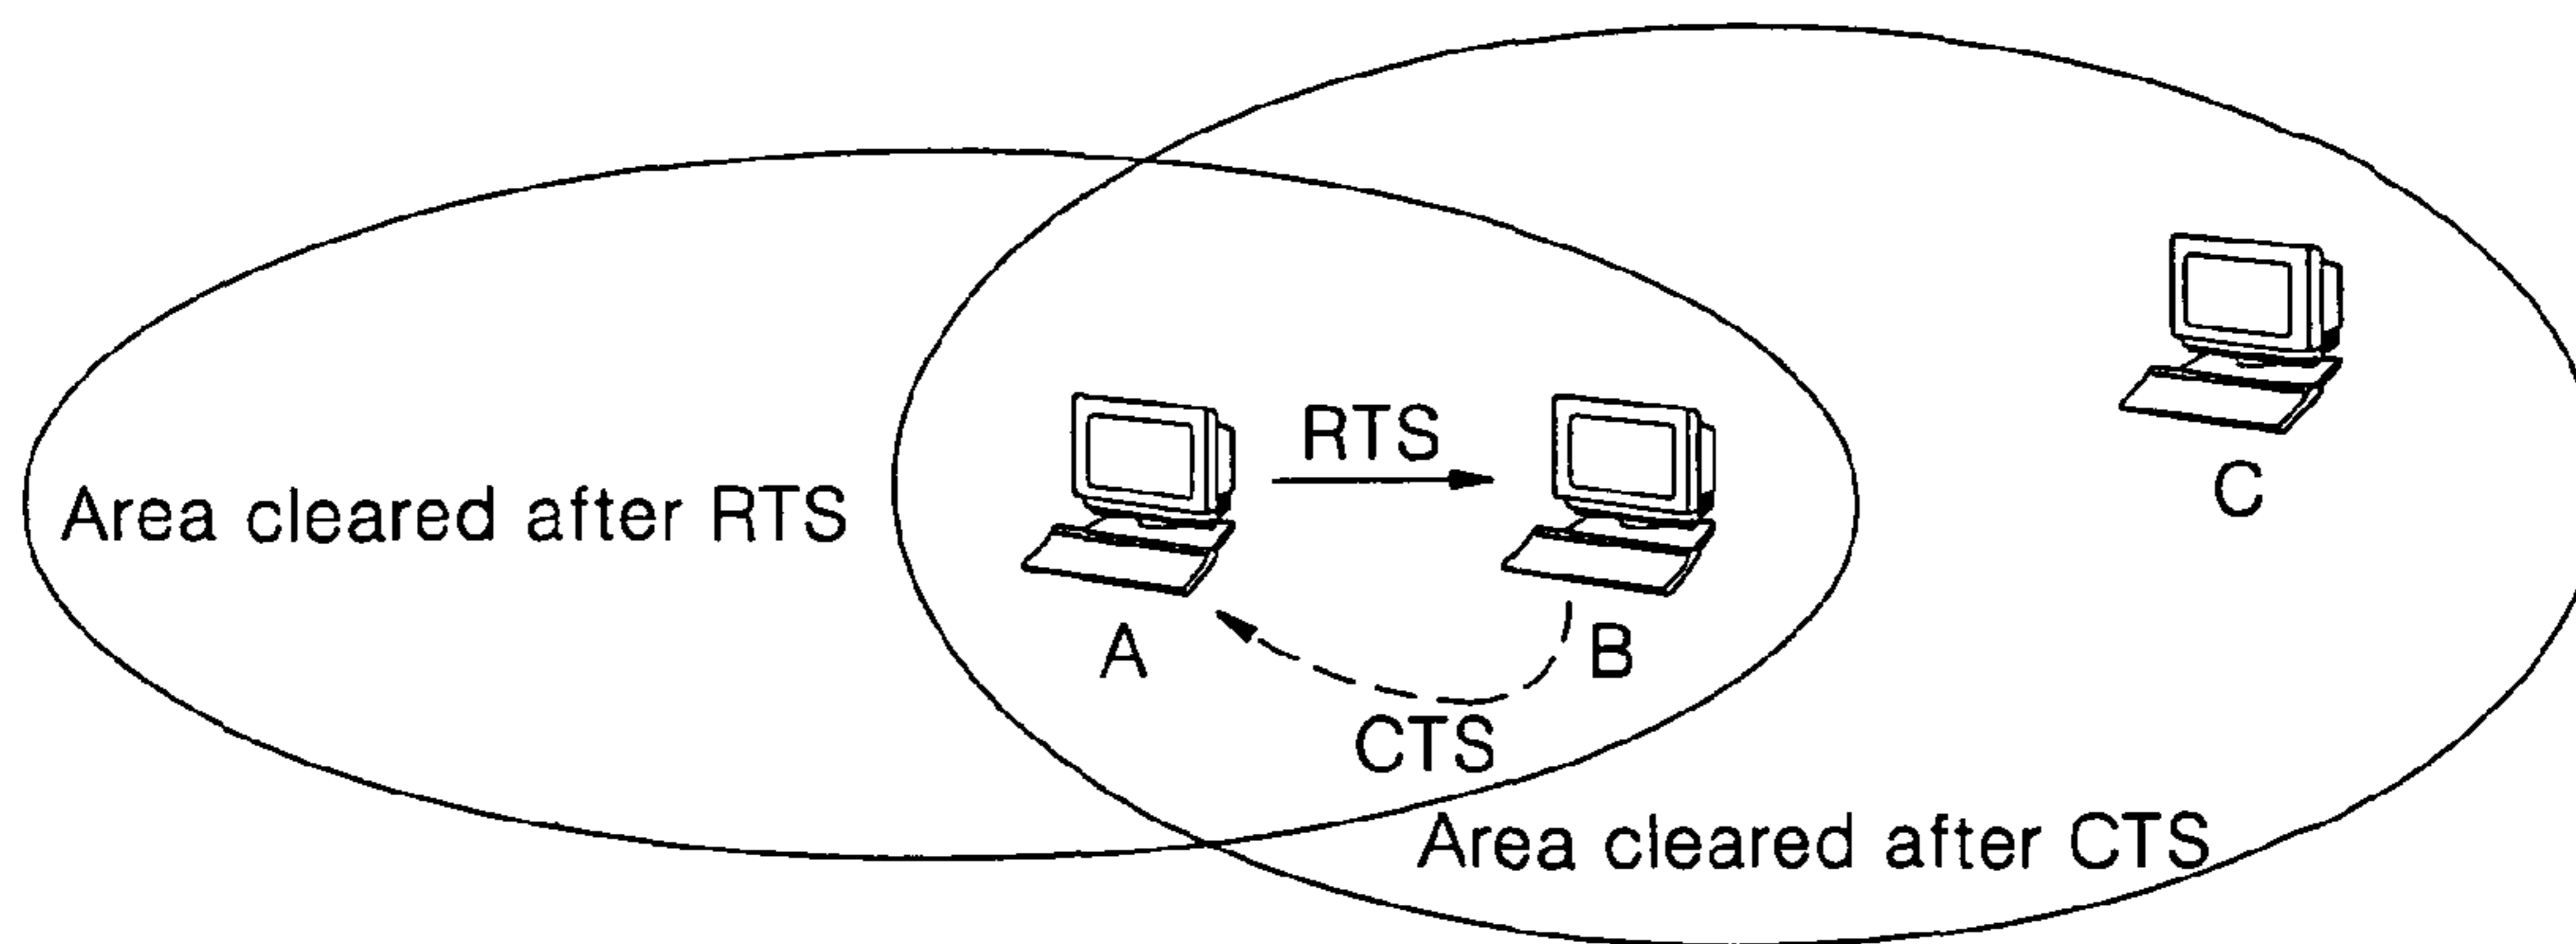 RTS
C
Area cleared after RTS
A
B
CTS
Area cleared after CTS